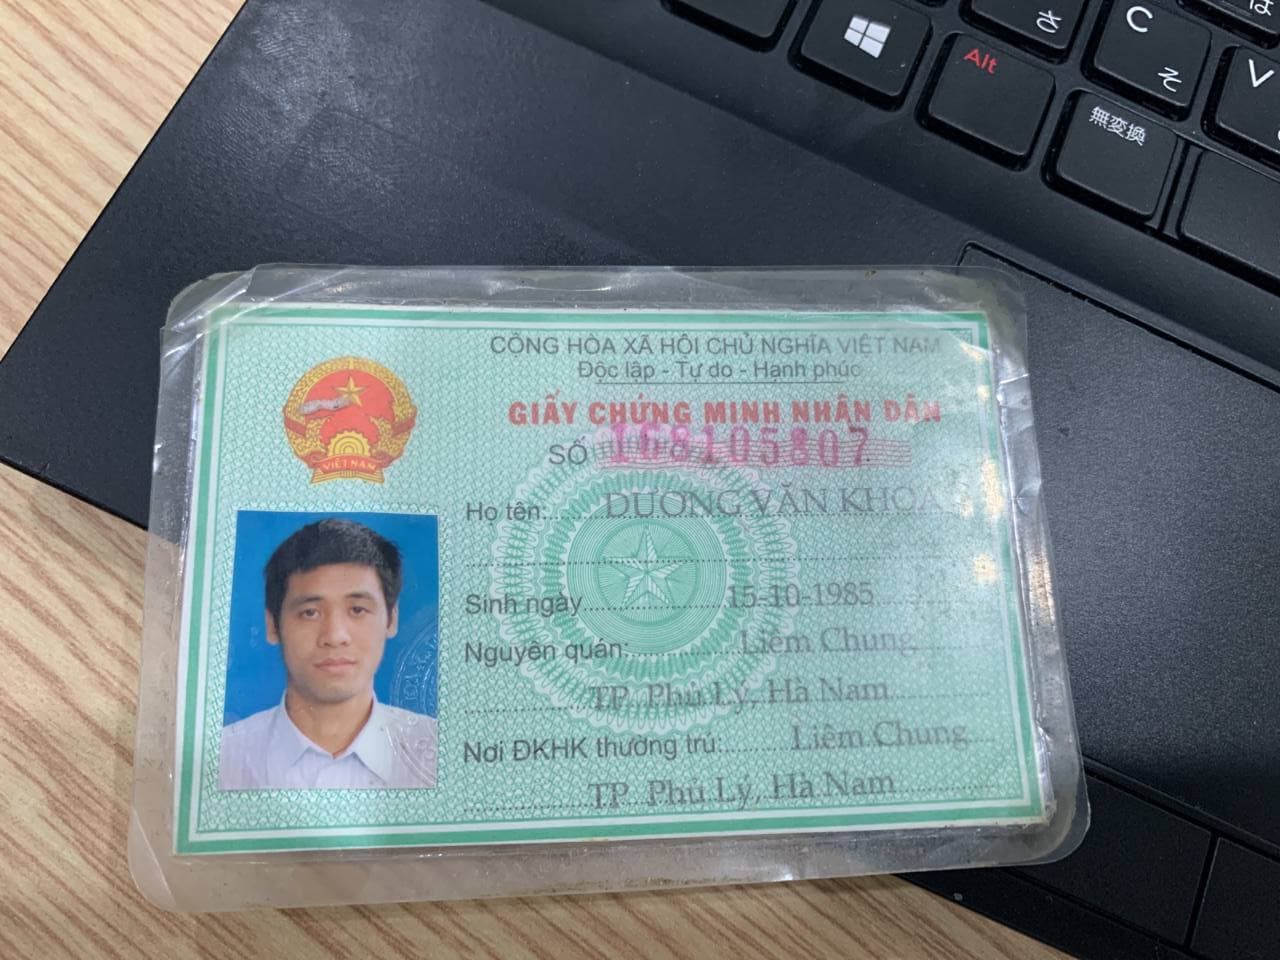 さ
C
そ
V
は
Alt
無変換
CỘNG HÒA XÃ HỘI CHỦ NGHĨA VIỆT NAM
Độc lập - Tự do - Hạnh phúc
GIẤY CHỨNG MINH NHÂN DÂN
SỐ 168105807
VIỆT NAM
Họ tên: DƯƠNG VĂN KHOA
Sinh ngày 15-10-1985
Nguyên quán: Liêm Chung
TP. Phủ Lý, Hà Nam
Nơi ĐKHK thường trú: Liêm Chung
TP. Phủ Lý, Hà Nam